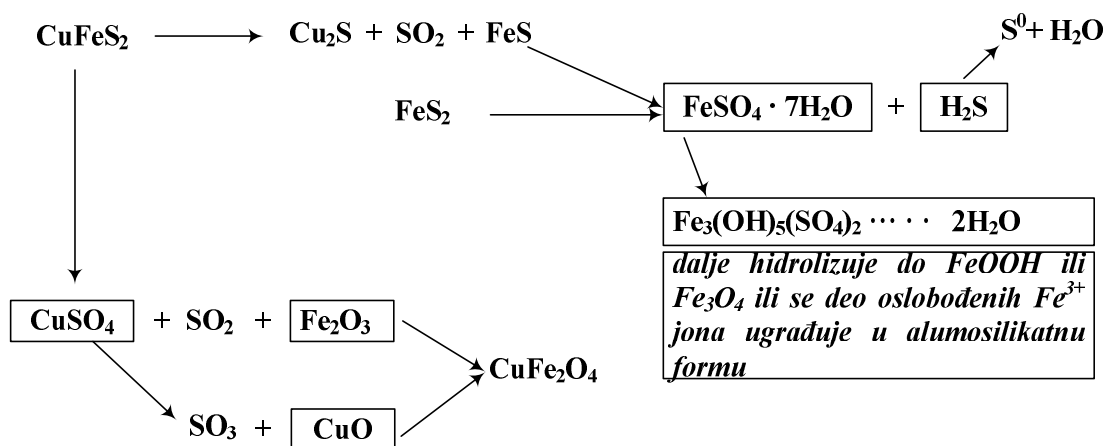 CuFeS₂ Cu₂S + SO₂ + FeS S⁰+ H₂O
FeS₂ FeSO₄ · 7H₂O + H₂S
Fe₃(OH)₅(SO₄)₂ ····· 2H₂O
dalje hidrolizuje do FeOOH ili
Fe₃O₄ ili se deo oslobođenih Fe³⁺
jona ugrađuje u alumosilikatnu
formu
CuSO₄ + SO₂ + Fe₂O₃
CuFe₂O₄
SO₃ + CuO